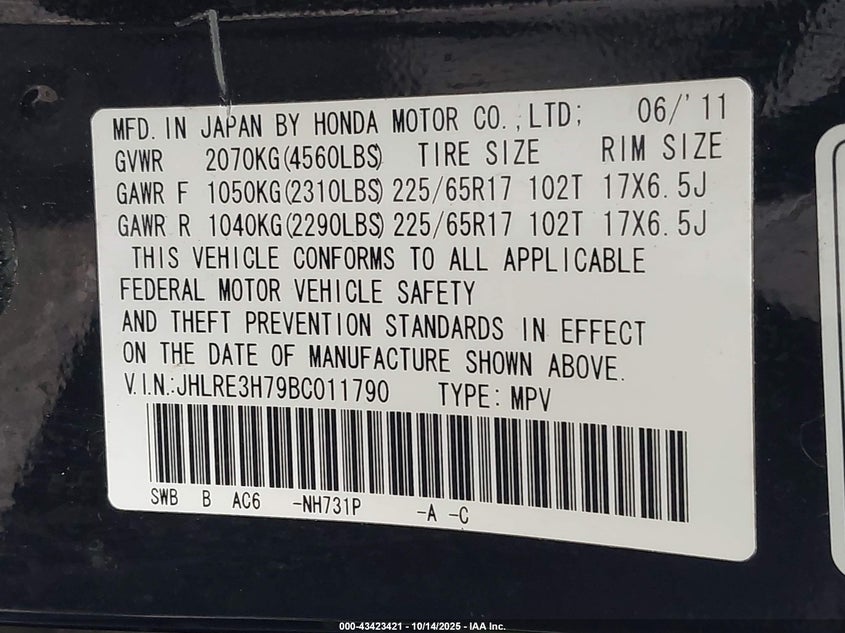 MFD. IN JAPAN BY HONDA MOTOR CO.,LTD; 06/'11
GVWR 2070KG(4560LBS) TIRE SIZE RIM SIZE
GAWR F 1050KG(2310LBS) 225/65R17 102T 17X6.5J
GAWR R 1040KG(2290LBS) 225/65R17 102T 17X6.5J
THIS VEHICLE CONFORMS TO ALL APPLICABLE
FEDERAL MOTOR VEHICLE SAFETY
AND THEFT PREVENTION STANDARDS IN EFFECT
ON THE DATE OF MANUFACTURE SHOWN ABOVE.
V.I.N.:JHLRE3H79BC011790 TYPE: MPV
SWB B AC6 -NH731P -A -C
000-43423421 - 10/14/2025 - IAA Inc.